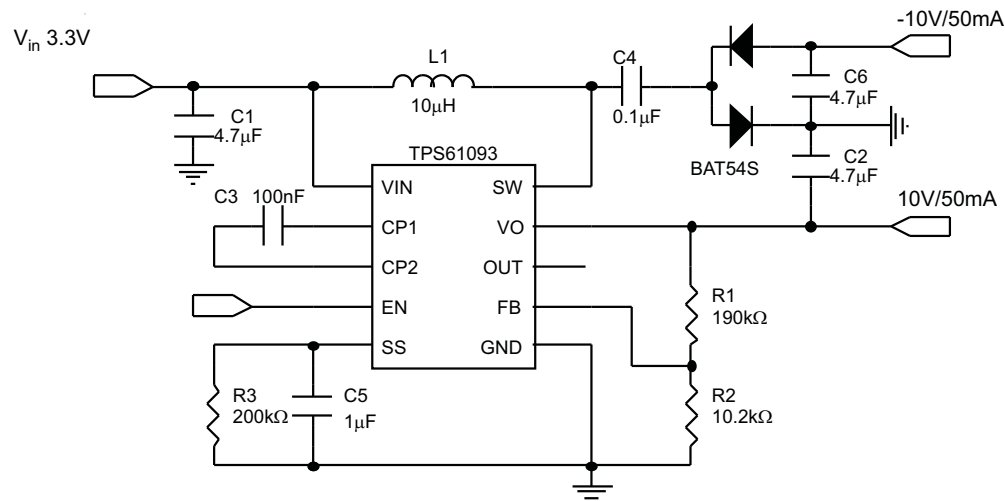 -10V/50mA
Vin 3.3V
L1
C4
C6
4.7μF
10μH
0.1μF
C1
4.7μF
C2
4.7μF
TPS61093
BAT54S
C3
100nF
VIN
SW
10V/50mA
CP1
VO
CP2
OUT
R1
190kΩ
EN
FB
SS
GND
R3
200kΩ
C5
1μF
R2
10.2kΩ